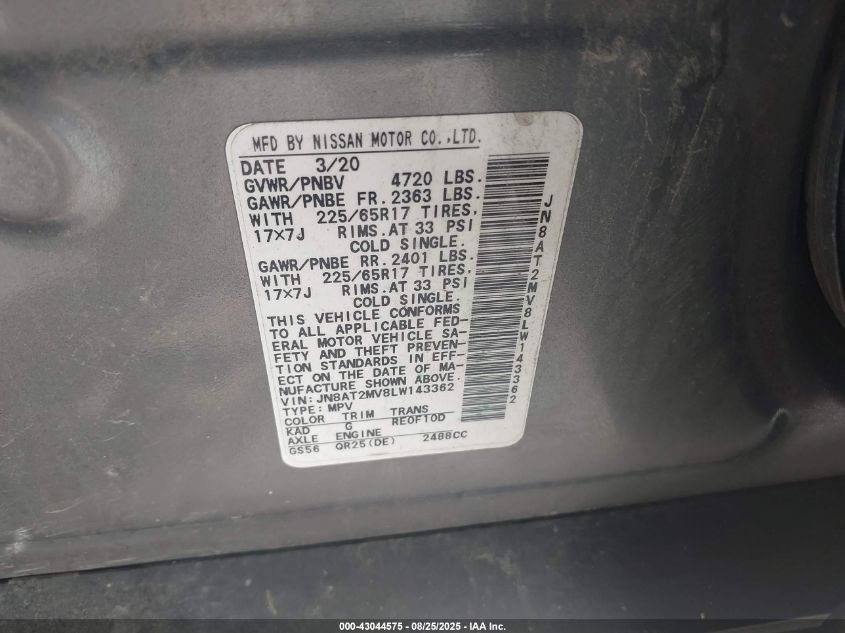 MFD BY NISSAN MOTOR CO.,LTD.
DATE 3/20
GVWR/PNBV 4720 LBS.
GAWR/PNBE FR. 2363 LBS.
WITH 225/65R17 TIRES,
17×7J RIMS.AT 33 PSI
COLD SINGLE.
GAWR/PNBE RR. 2401 LBS.
WITH 225/65R17 TIRES,
17×7J RIMS.AT 33 PSI
COLD SINGLE.
THIS VEHICLE CONFORMS
TO ALL APPLICABLE FED-
ERAL MOTOR VEHICLE SA-
FETY AND THEFT PREVEN-
TION STANDARDS IN EFF-
ECT ON THE DATE OF MA-
NUFACTURE SHOWN ABOVE.
VIN: JN8AT2MV8LW143362
TYPE: MPV
COLOR TRIM TRANS
KAD G RE0F10D
AXLE ENGINE
GS56 QR25(DE) 2488CC
JN8AT2MV8LW143362
000-43044575 - 08/25/2025 - IAA Inc.